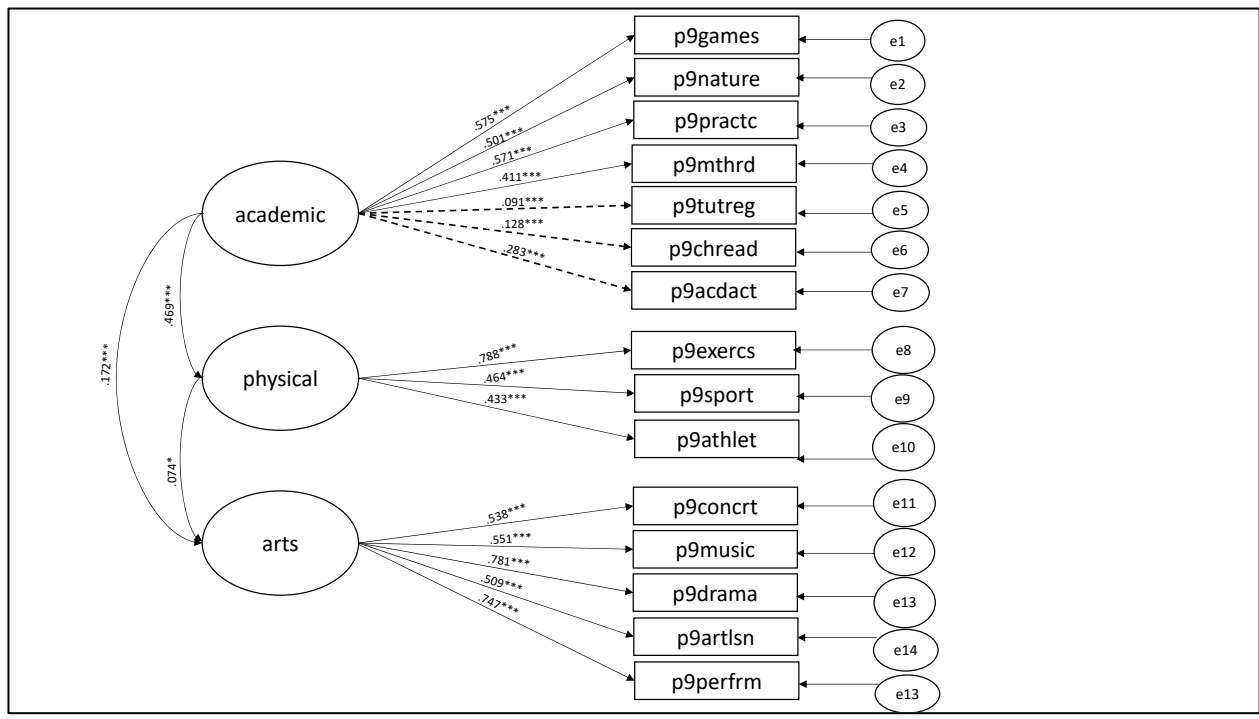 p9games
e1
p9nature
e2
.575***
p9practc
e3
.501***
.571***
p9mthrd
e4
.411***
academic
.091***
p9tutreg
e5
.128***
p9chread
e6
.283***
p9acdact
e7
.469***
.172***
physical
.788***
p9exercs
e8
.464***
p9sport
e9
.433***
p9athlet
e10
.074*
arts
.538***
p9concrt
e11
.551***
p9music
e12
.781***
p9drama
e13
.509***
p9artlsn
e14
.747***
p9perfrm
e13